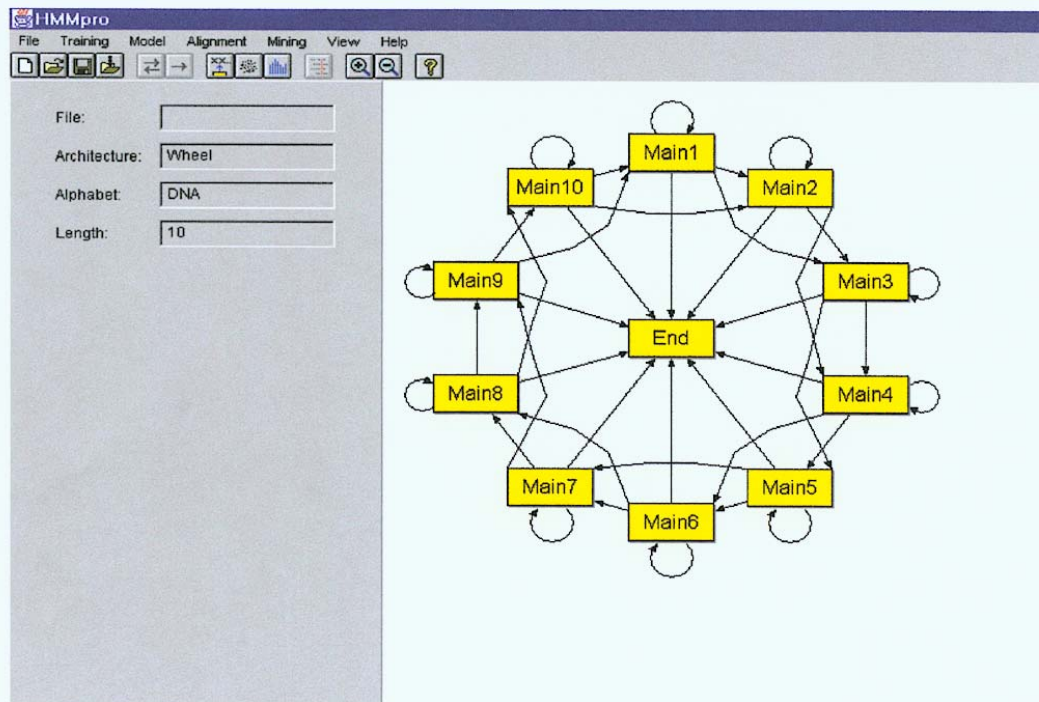 HMMpro
File Training Model Alignment Mining View Help
File:
Architecture: Wheel
Alphabet: DNA
Length: 10
Main1
Main10 Main2
Main9 Main3
End
Main8 Main4
Main7 Main5
Main6